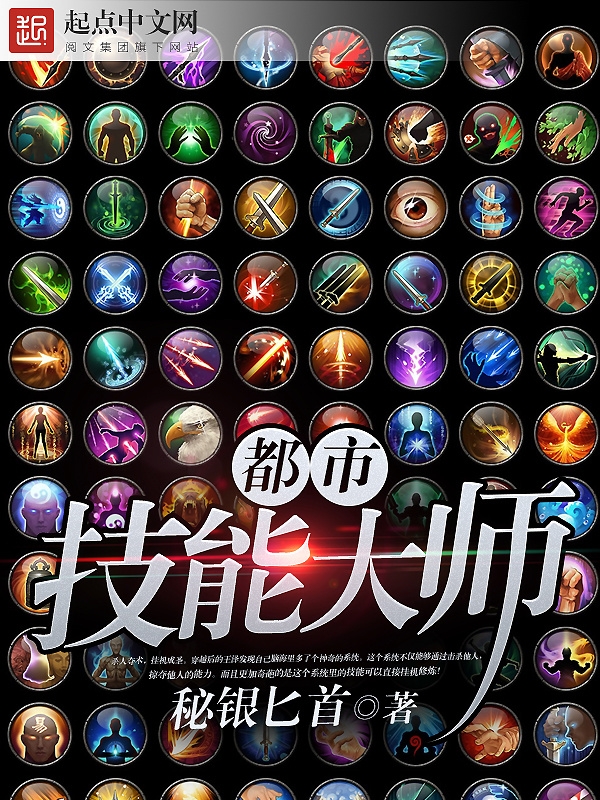 起点中文网
阅文集团旗下网站
都市
技能大师
杀人夺术，挂机成圣。穿越后的王泽发现自己脑海里多了个神奇的系统。这个系统不仅能够通过击杀他人，
掠夺他人的能力。而且更加奇葩的是这个系统里的技能可以直接挂机修炼！
秘银匕首◎著